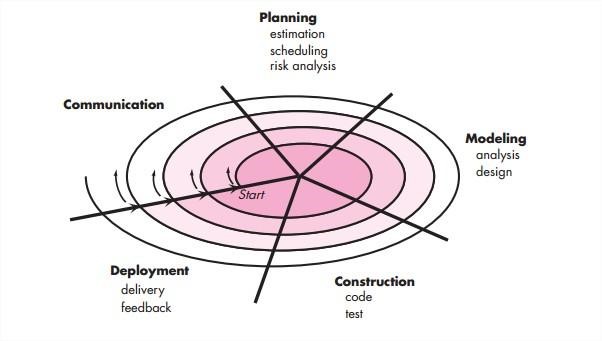 Planning
estimation
scheduling
risk analysis
Communication
Modeling
analysis
design
Start
Deployment
delivery
feedback
Construction
code
test